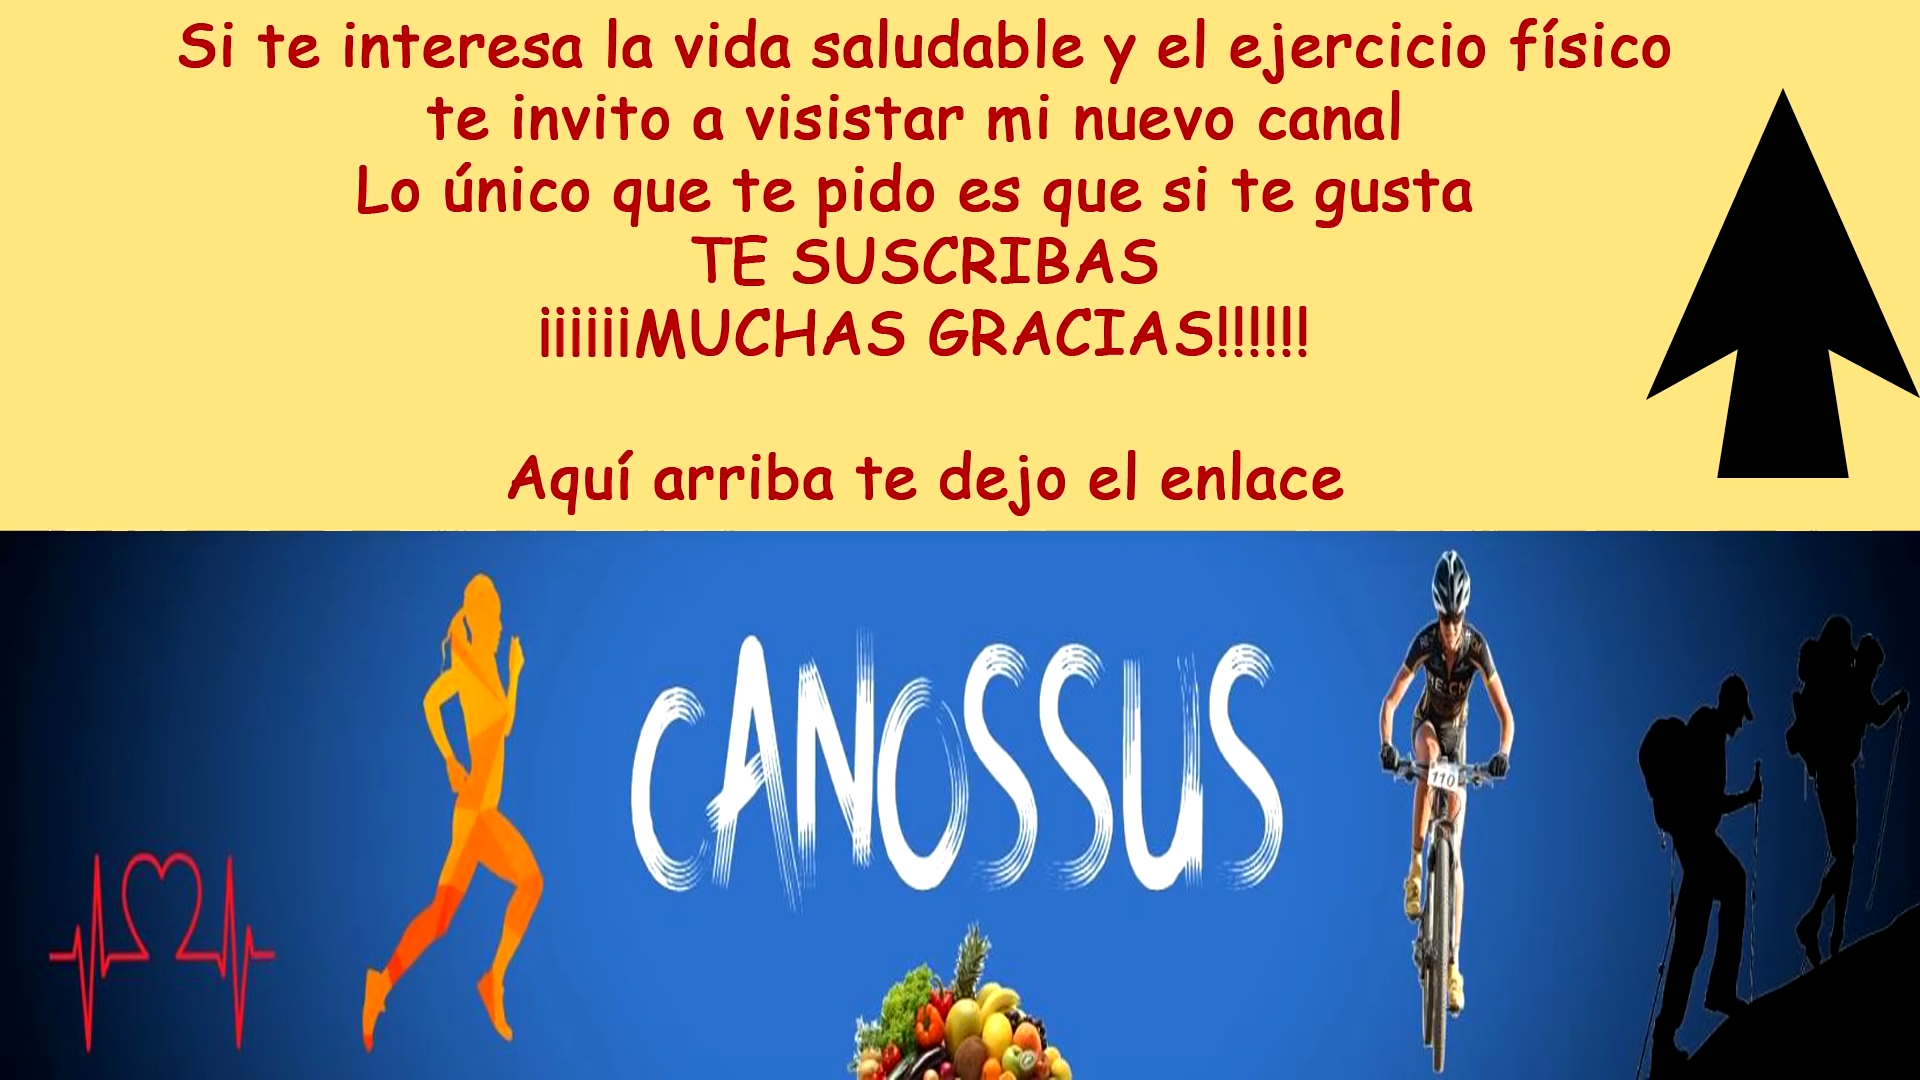 Si te interesa la vida saludable y el ejercicio físico
te invito a visistar mi nuevo canal
Lo único que te pido es que si te gusta
TE SUSCRIBAS
¡¡¡¡¡¡MUCHAS GRACIAS!!!!!!
Aquí arriba te dejo el enlace
CANOSSUS
110